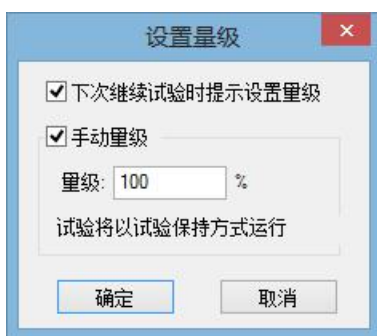 设置量级
下次继续试验时提示设置量级
手动量级
量级: 100 %
试验将以试验保持方式运行
确定 取消